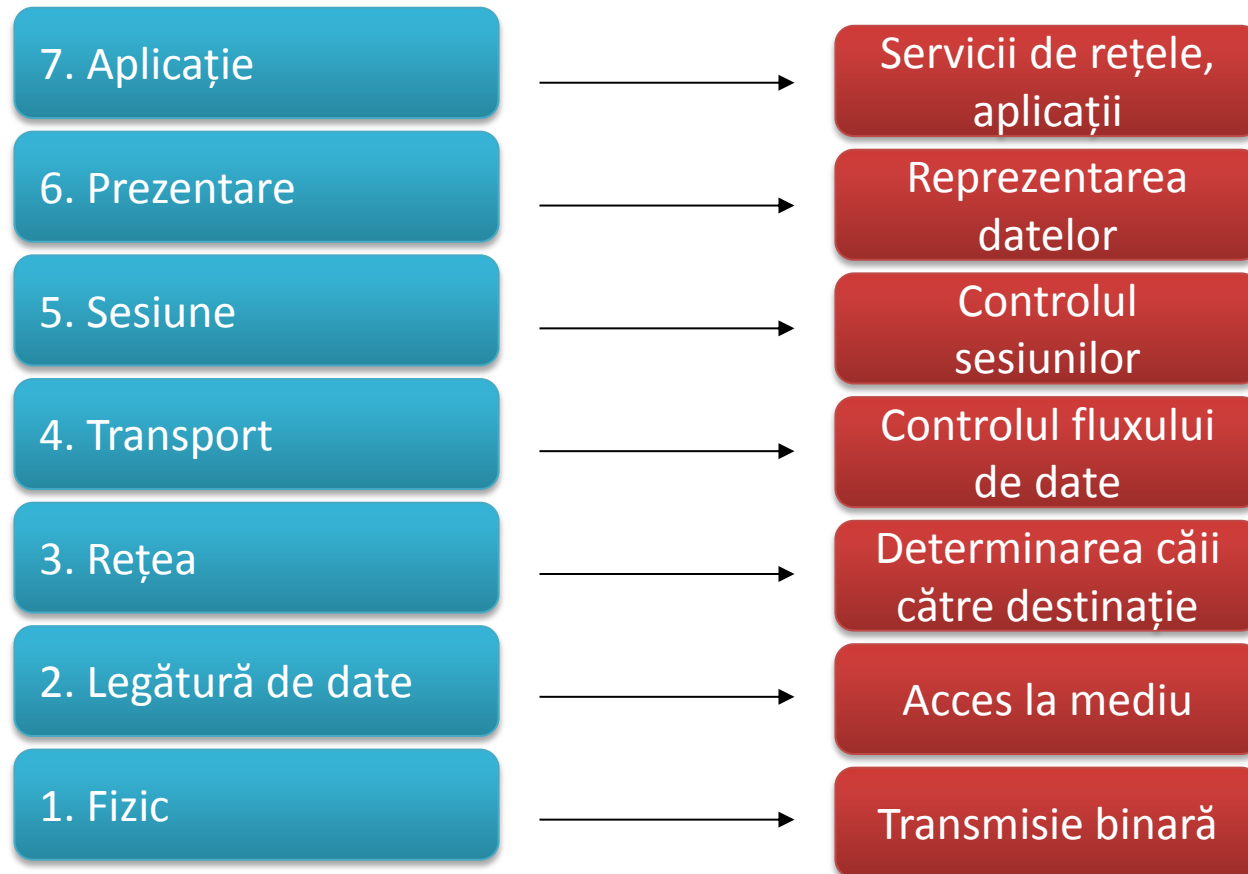 7. Aplicație
Servicii de rețele,
aplicații
6. Prezentare
Reprezentarea
datelor
5. Sesiune
Controlul
sesiunilor
4. Transport
Controlul fluxului
de date
3. Rețea
Determinarea căii
către destinație
2. Legătură de date
Acces la mediu
1. Fizic
Transmisie binară